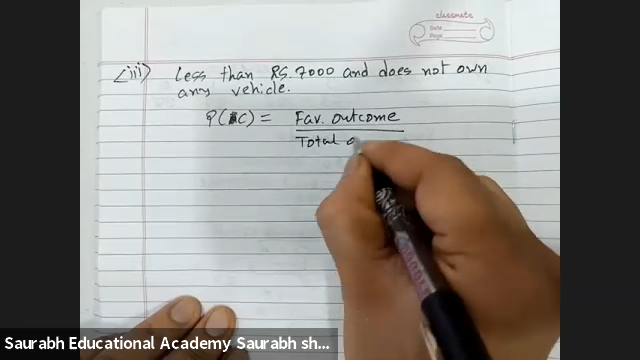 classmate
Date
Page
(iii) Less than RS. 7000 and does not own
any vehicle.
P(C) = Fav. outcome
Total o
Saurabh Educational Academy Saurabh sh...